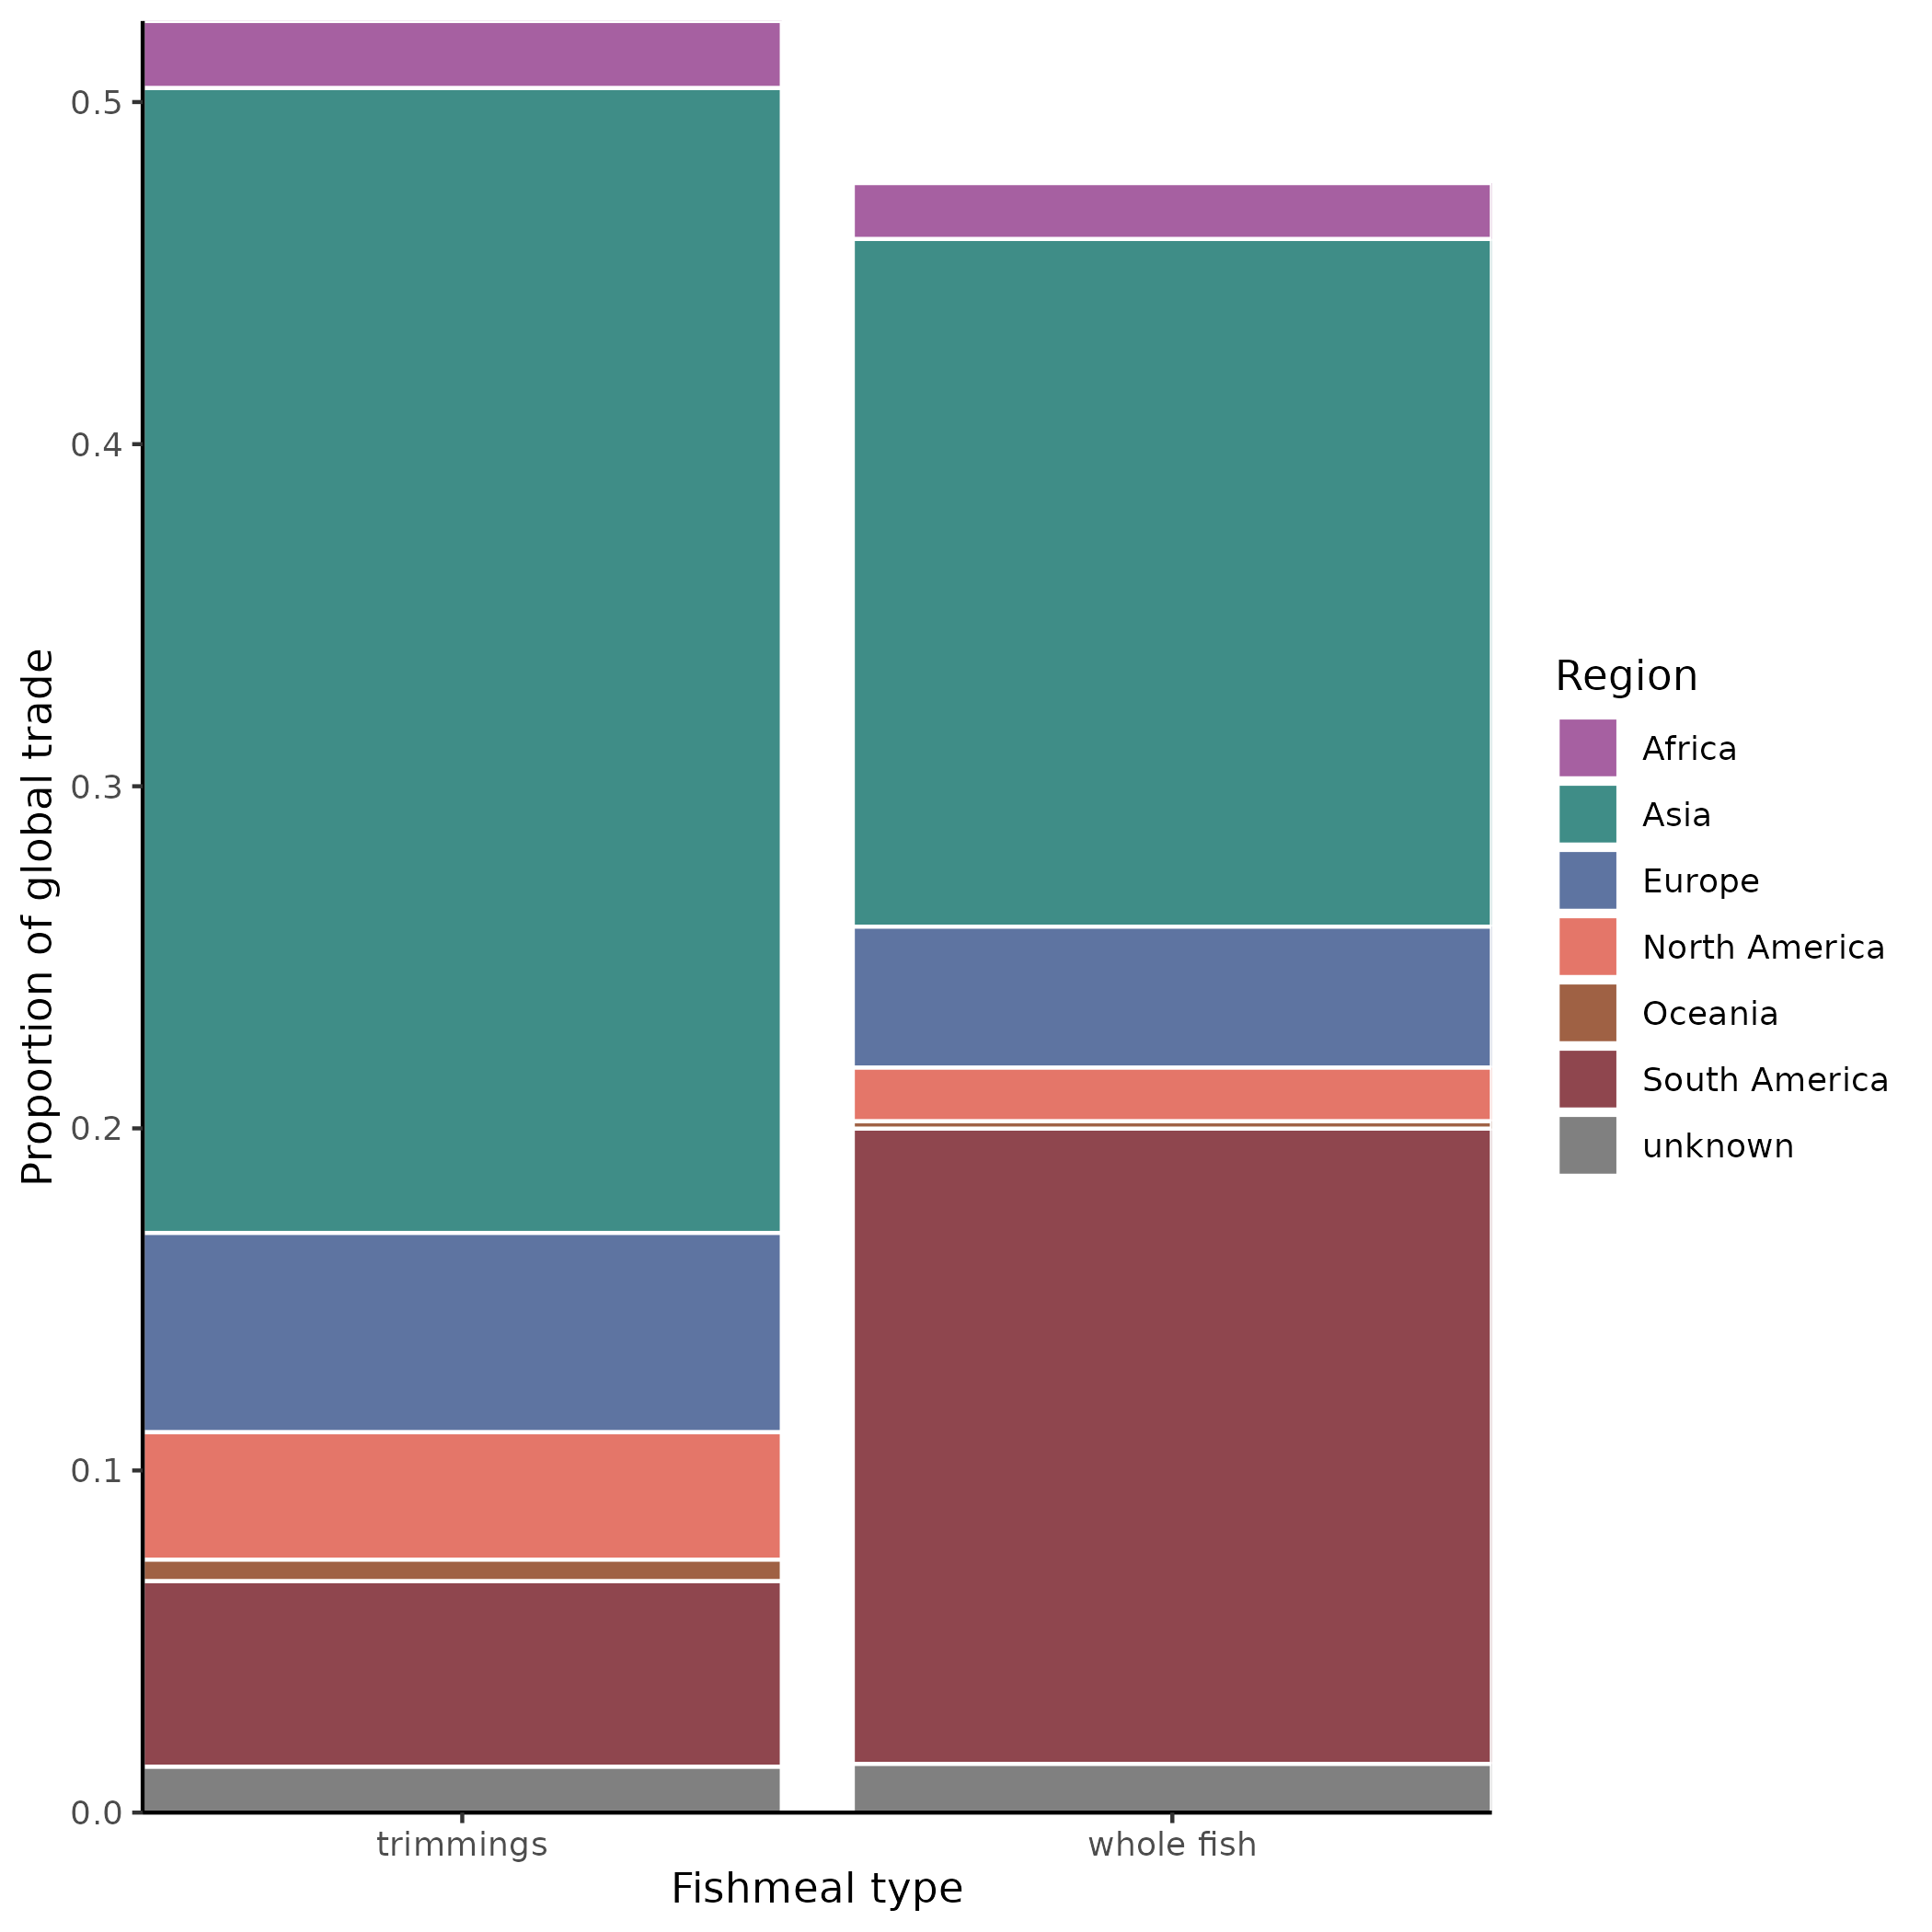 Proportion of global trade
0.5
0.4
0.3
0.2
0.1
0.0
trimmings
whole fish
Fishmeal type
Region
Africa
Asia
Europe
North America
Oceania
South America
unknown